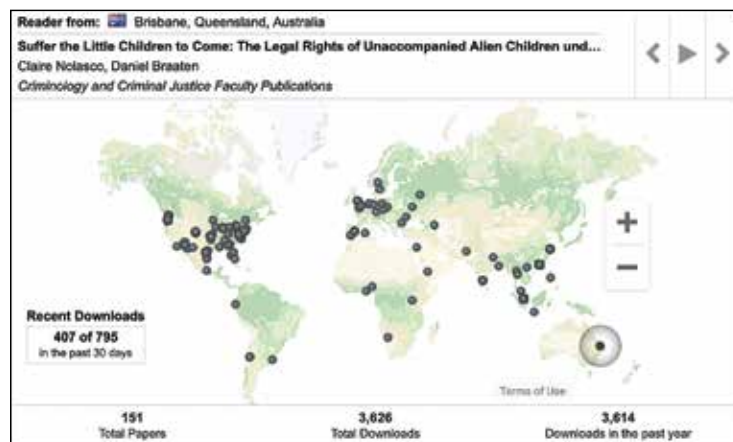 Reader from: Brisbane, Queensland, Australia
Suffer the Little Children to Come: The Legal Rights of Unaccompanied Alien Children und...
Claire Nolasco, Daniel Braaten
Criminology and Criminal Justice Faculty Publications
+
−
Recent Downloads
407 of 795
in the past 30 days
Terms of Use
151
Total Papers
3,626
Total Downloads
3,614
Downloads in the past year